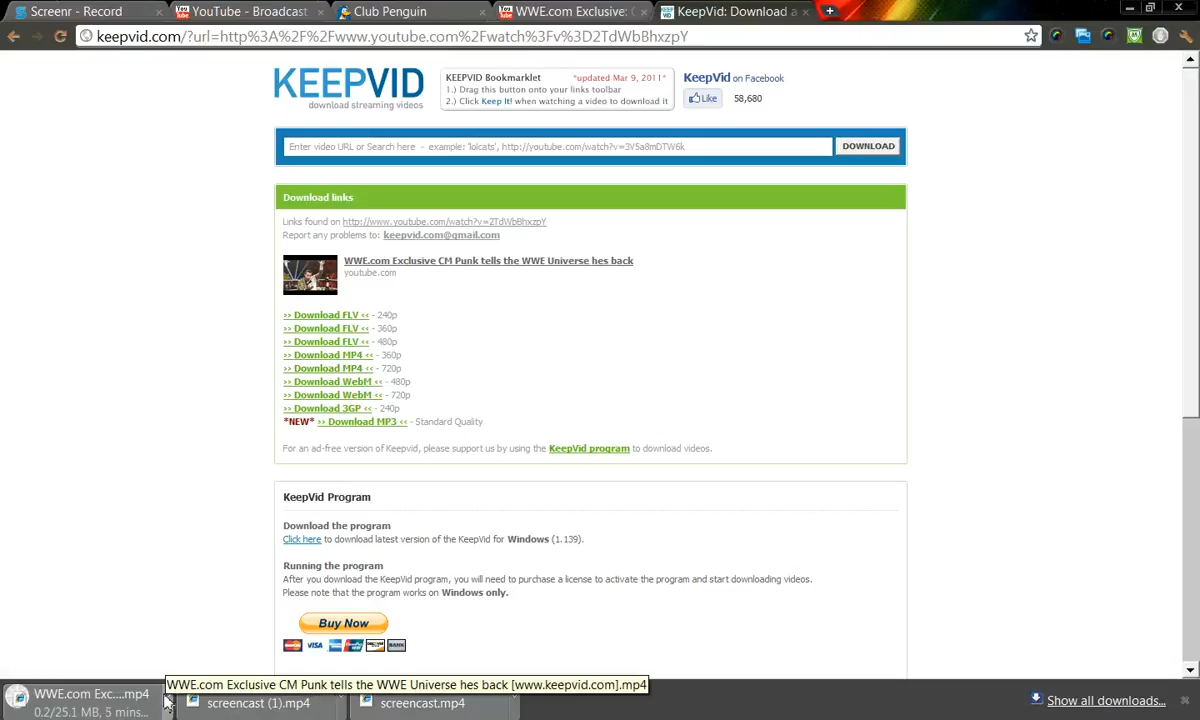 Screenr - Record
YouTube - Broadcast
Club Penguin
WWE.com Exclusive: C
KeepVid: Download a
keepvid.com/?url=http%3A%2F%2Fwww.youtube.com%2Fwatch%3Fv%3D2TdWbBhxzpY
KEEPVID
download streaming videos
KEEPVID Bookmarklet *updated Mar 9, 2011*
1.) Drag this button onto your links toolbar
2.) Click Keep It! when watching a video to download it
KeepVid on Facebook
Like 58,680
Enter video URL or Search here - example: 'lolcats', http://youtube.com/watch?v=3V5a8mDTW6k
DOWNLOAD
Download links
Links found on http://www.youtube.com/watch?v=2TdWbBhxzpY
Report any problems to: keepvid.com@gmail.com
WWE.com Exclusive CM Punk tells the WWE Universe hes back
youtube.com
>> Download FLV << - 240p
>> Download FLV << - 360p
>> Download FLV << - 480p
>> Download MP4 << - 360p
>> Download MP4 << - 720p
>> Download WebM << - 480p
>> Download WebM << - 720p
>> Download 3GP << - 240p
*NEW* >> Download MP3 << - Standard Quality
For an ad-free version of Keepvid, please support us by using the KeepVid program to download videos.
KeepVid Program
Download the program
Click here to download latest version of the KeepVid for Windows (1.139).
Running the program
After you download the KeepVid program, you will need to purchase a license to activate the program and start downloading videos.
Please note that the program works on Windows only.
Buy Now
VISA
BANK
WWE.com Exclusive CM Punk tells the WWE Universe hes back [www.keepvid.com].mp4
WWE.com Exc....mp4
0.2/25.1 MB, 5 mins...
screencast (1).mp4
screencast.mp4
Show all downloads...